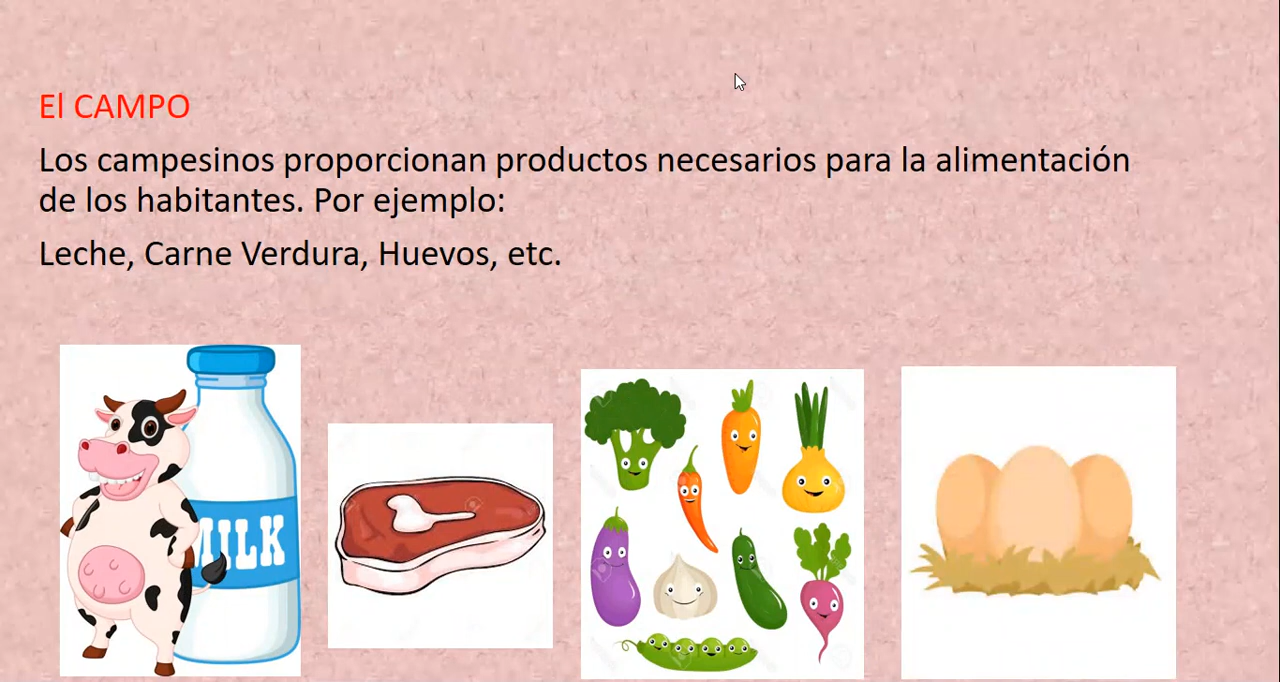 El CAMPO
Los campesinos proporcionan productos necesarios para la alimentación
de los habitantes. Por ejemplo:
Leche, Carne Verdura, Huevos, etc.
MILK